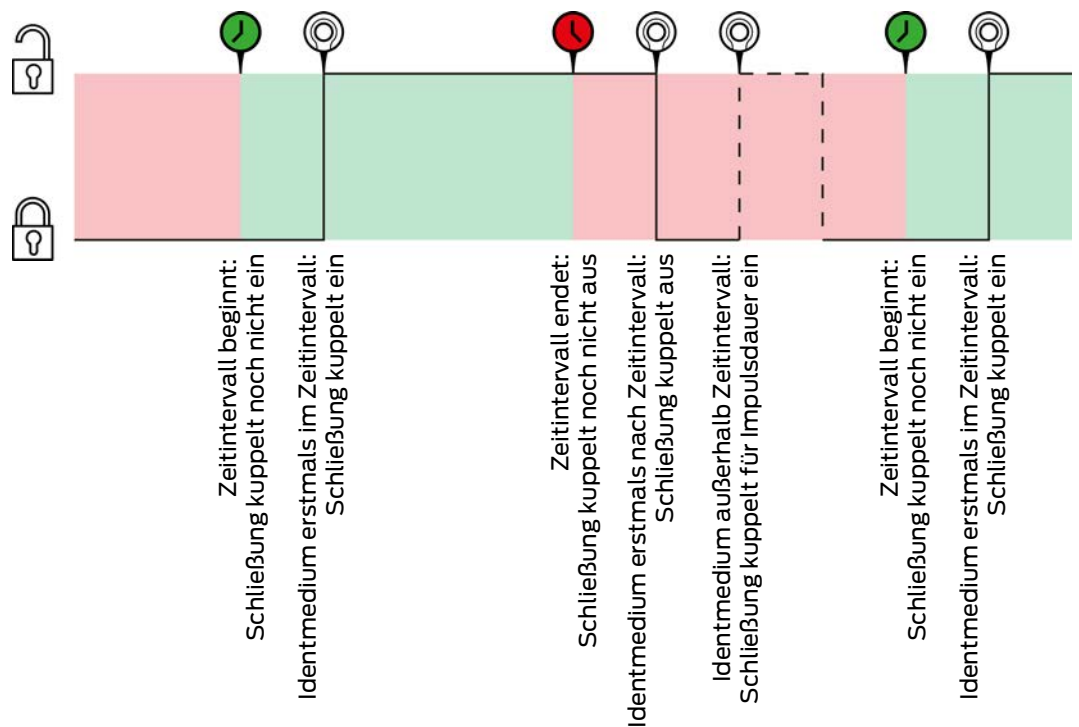 Zeitintervall beginnt:
Schließung kuppelt noch nicht ein
Identmedium erstmals im Zeitintervall:
Schließung kuppelt ein
Zeitintervall endet:
Schließung kuppelt noch nicht aus
Identmedium erstmals nach Zeitintervall:
Schließung kuppelt aus
Identmedium außerhalb Zeitintervall:
Schließung kuppelt für Impulsdauer ein
Zeitintervall beginnt:
Schließung kuppelt noch nicht ein
Identmedium erstmals im Zeitintervall:
Schließung kuppelt ein